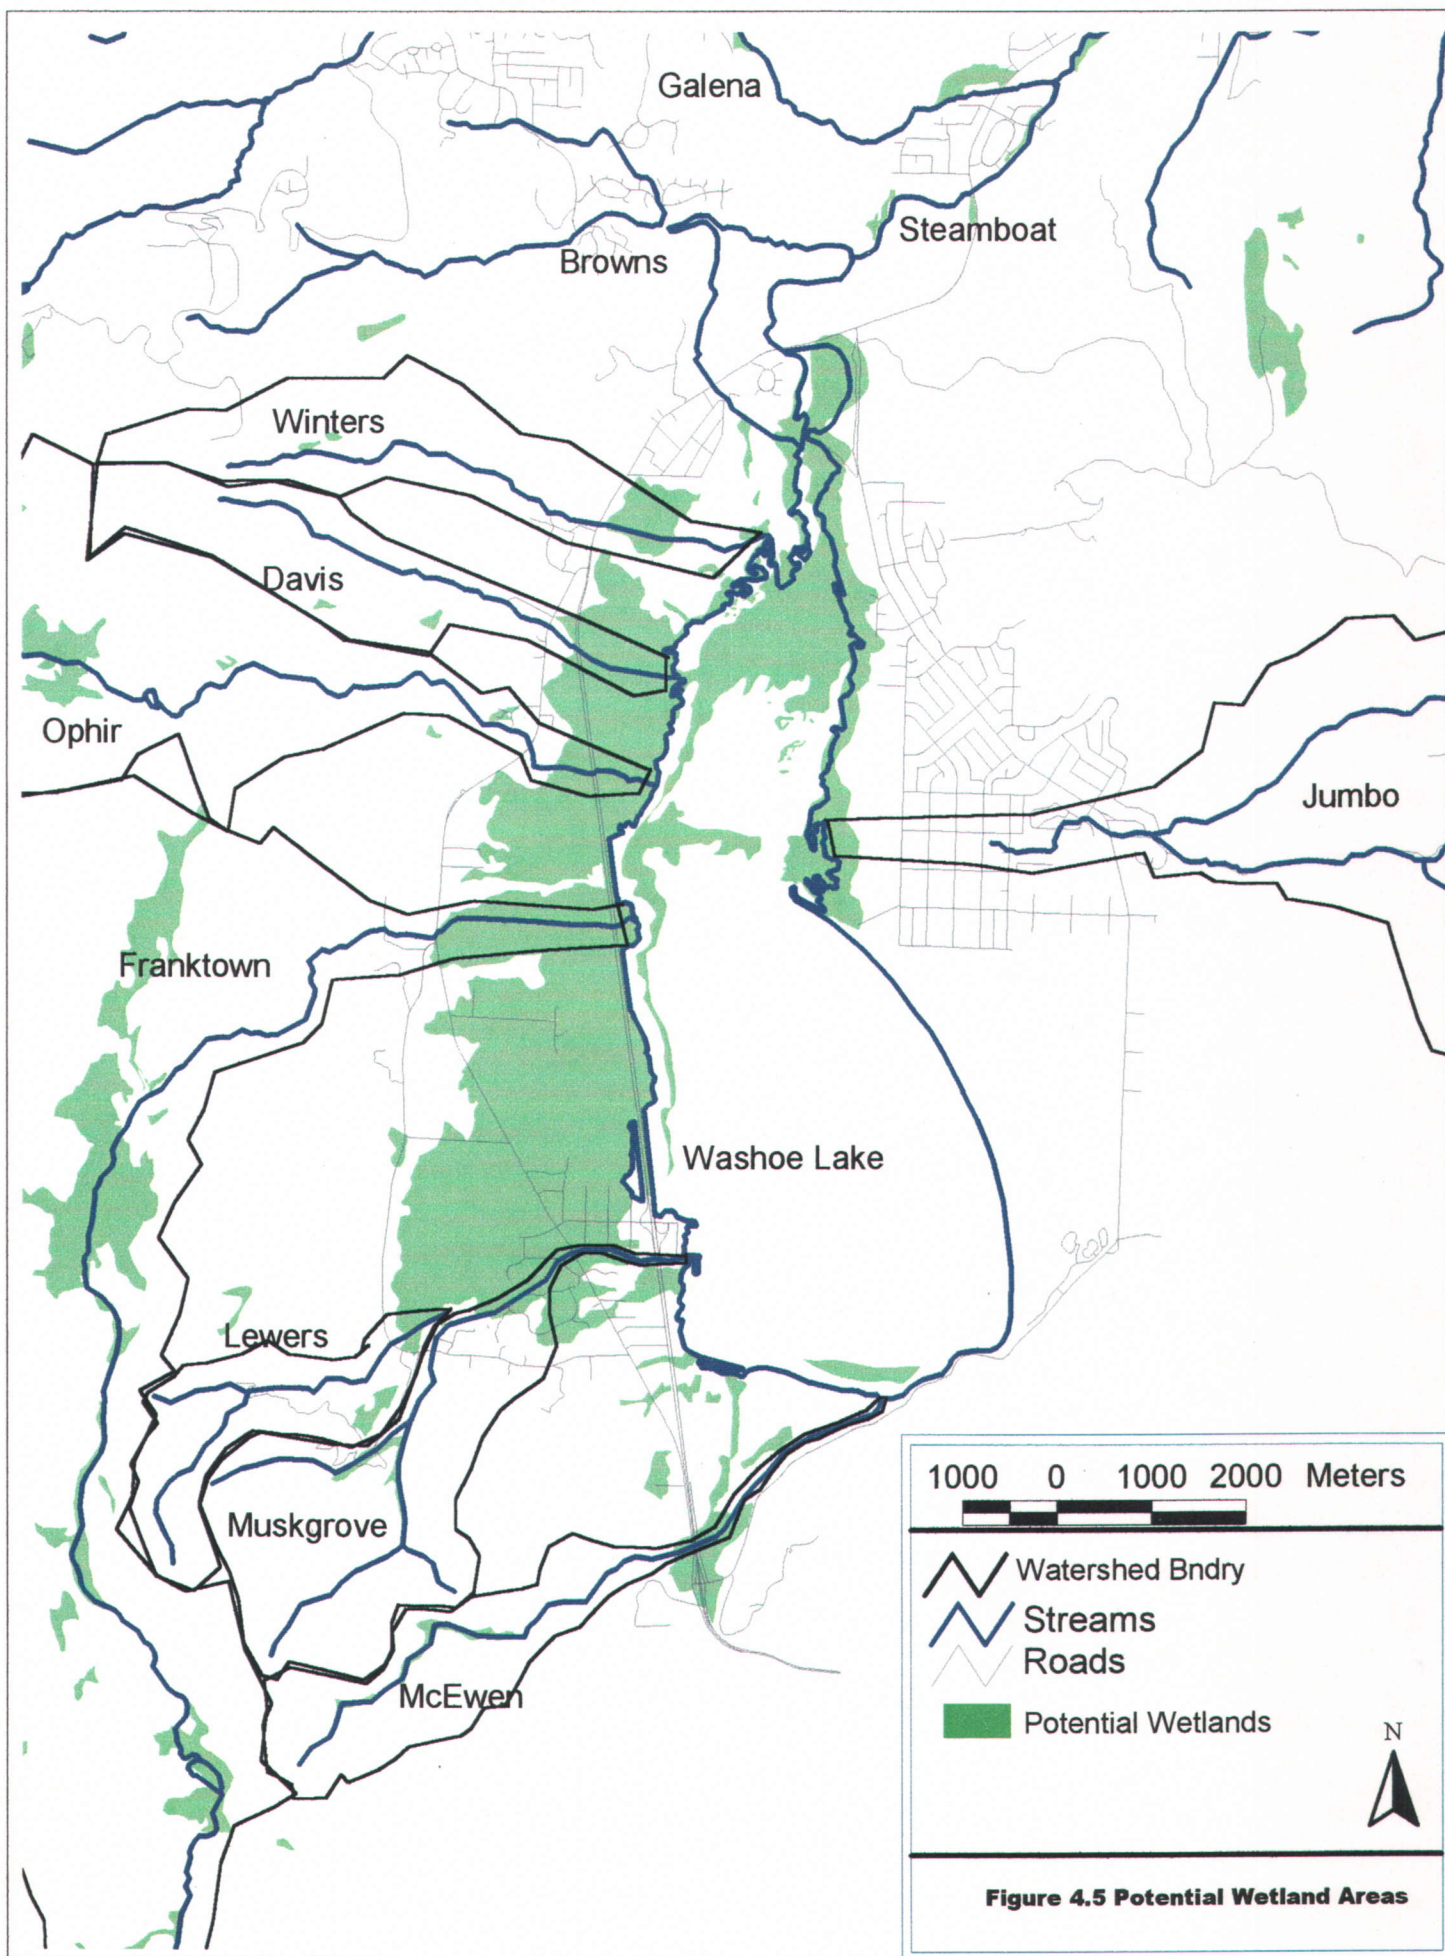 Galena
Steamboat
Browns
Winters
Davis
Ophir
Jumbo
Franktown
Washoe Lake
Lewers
Muskgrove
McEwen
1000 0 1000 2000 Meters
Watershed Bndry
Streams
Roads
Potential Wetlands
N
Figure 4.5 Potential Wetland Areas